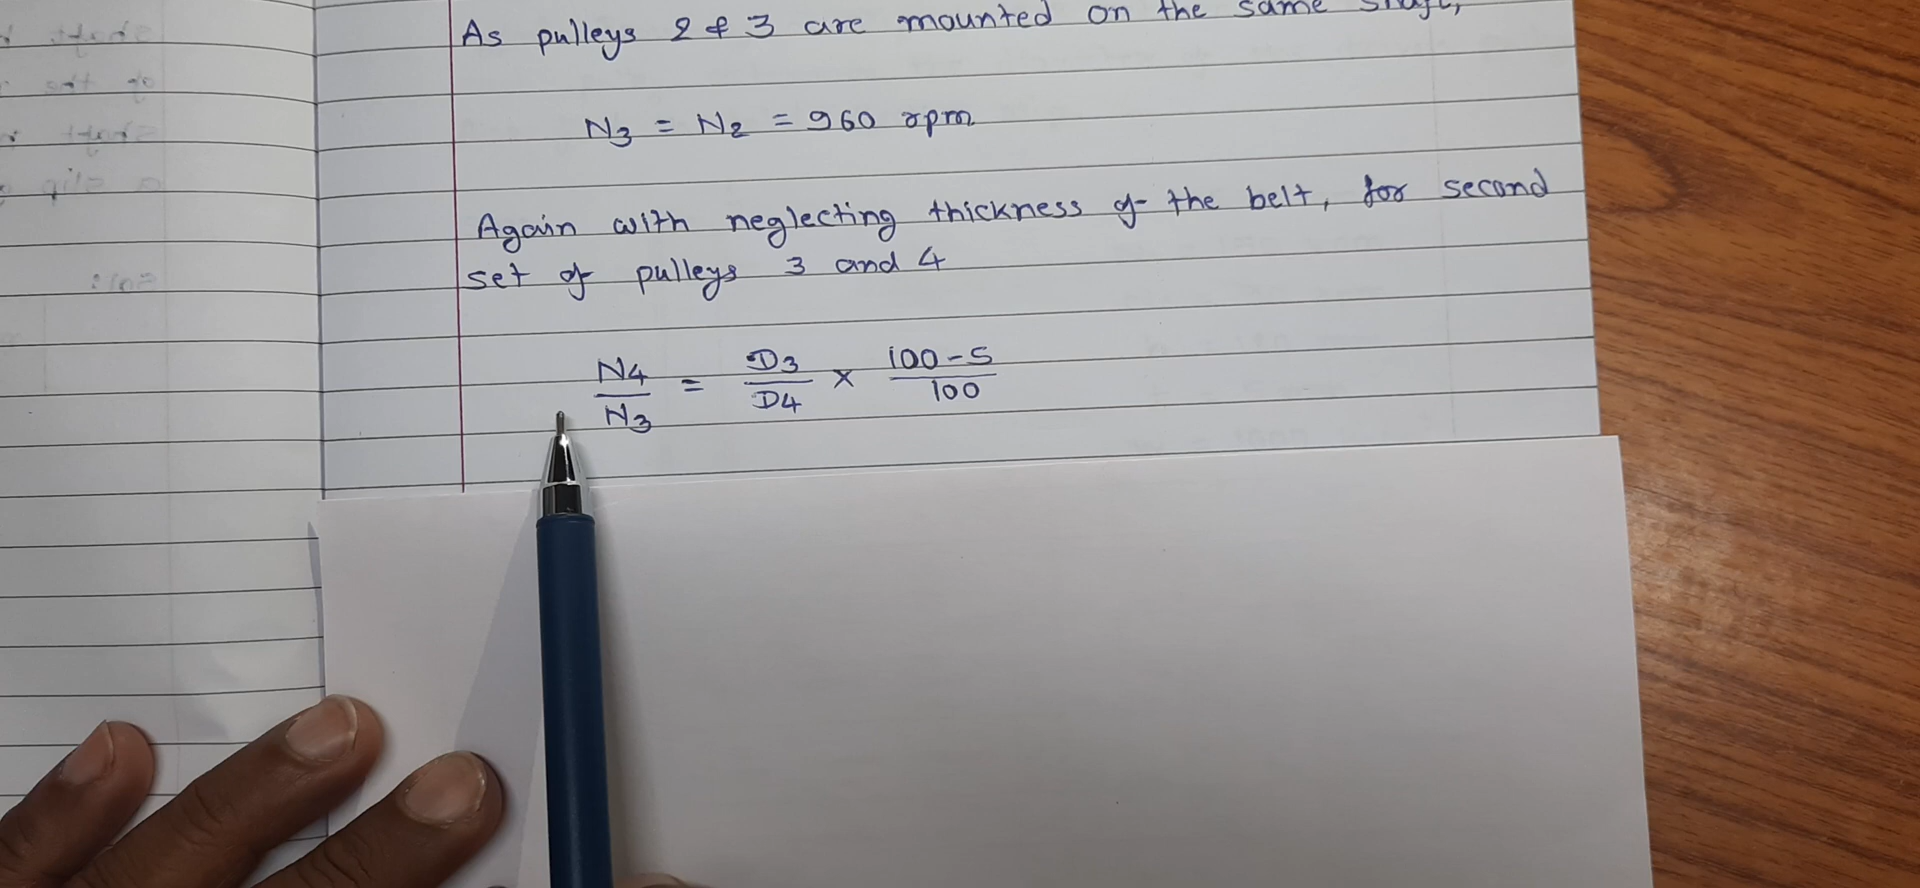 As pulleys 2 & 3 are mounted on the same shaft,
N3 = N2 = 960 rpm
Again with neglecting thickness of the belt, for second
set of pulleys 3 and 4
N4/N3 = D3/D4 × 100-S/100